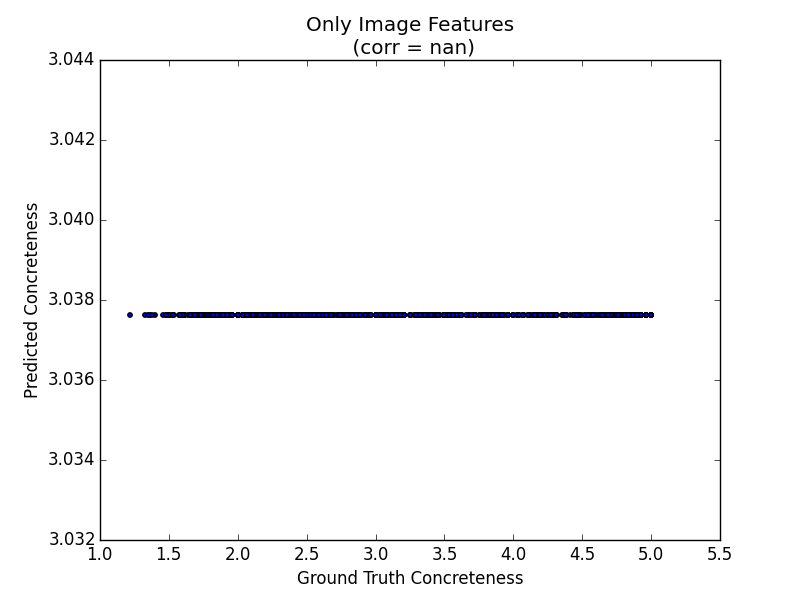 Only Image Features
(corr = nan)
3.044
3.042
3.040
3.038
3.036
3.034
3.032
Predicted Concreteness
1.0 1.5 2.0 2.5 3.0 3.5 4.0 4.5 5.0 5.5
Ground Truth Concreteness